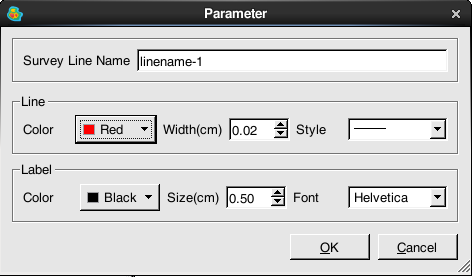 Parameter
Survey Line Name linename-1
Line
Color Red Width(cm) 0.02 Style
Label
Color Black Size(cm) 0.50 Font Helvetica
OK Cancel